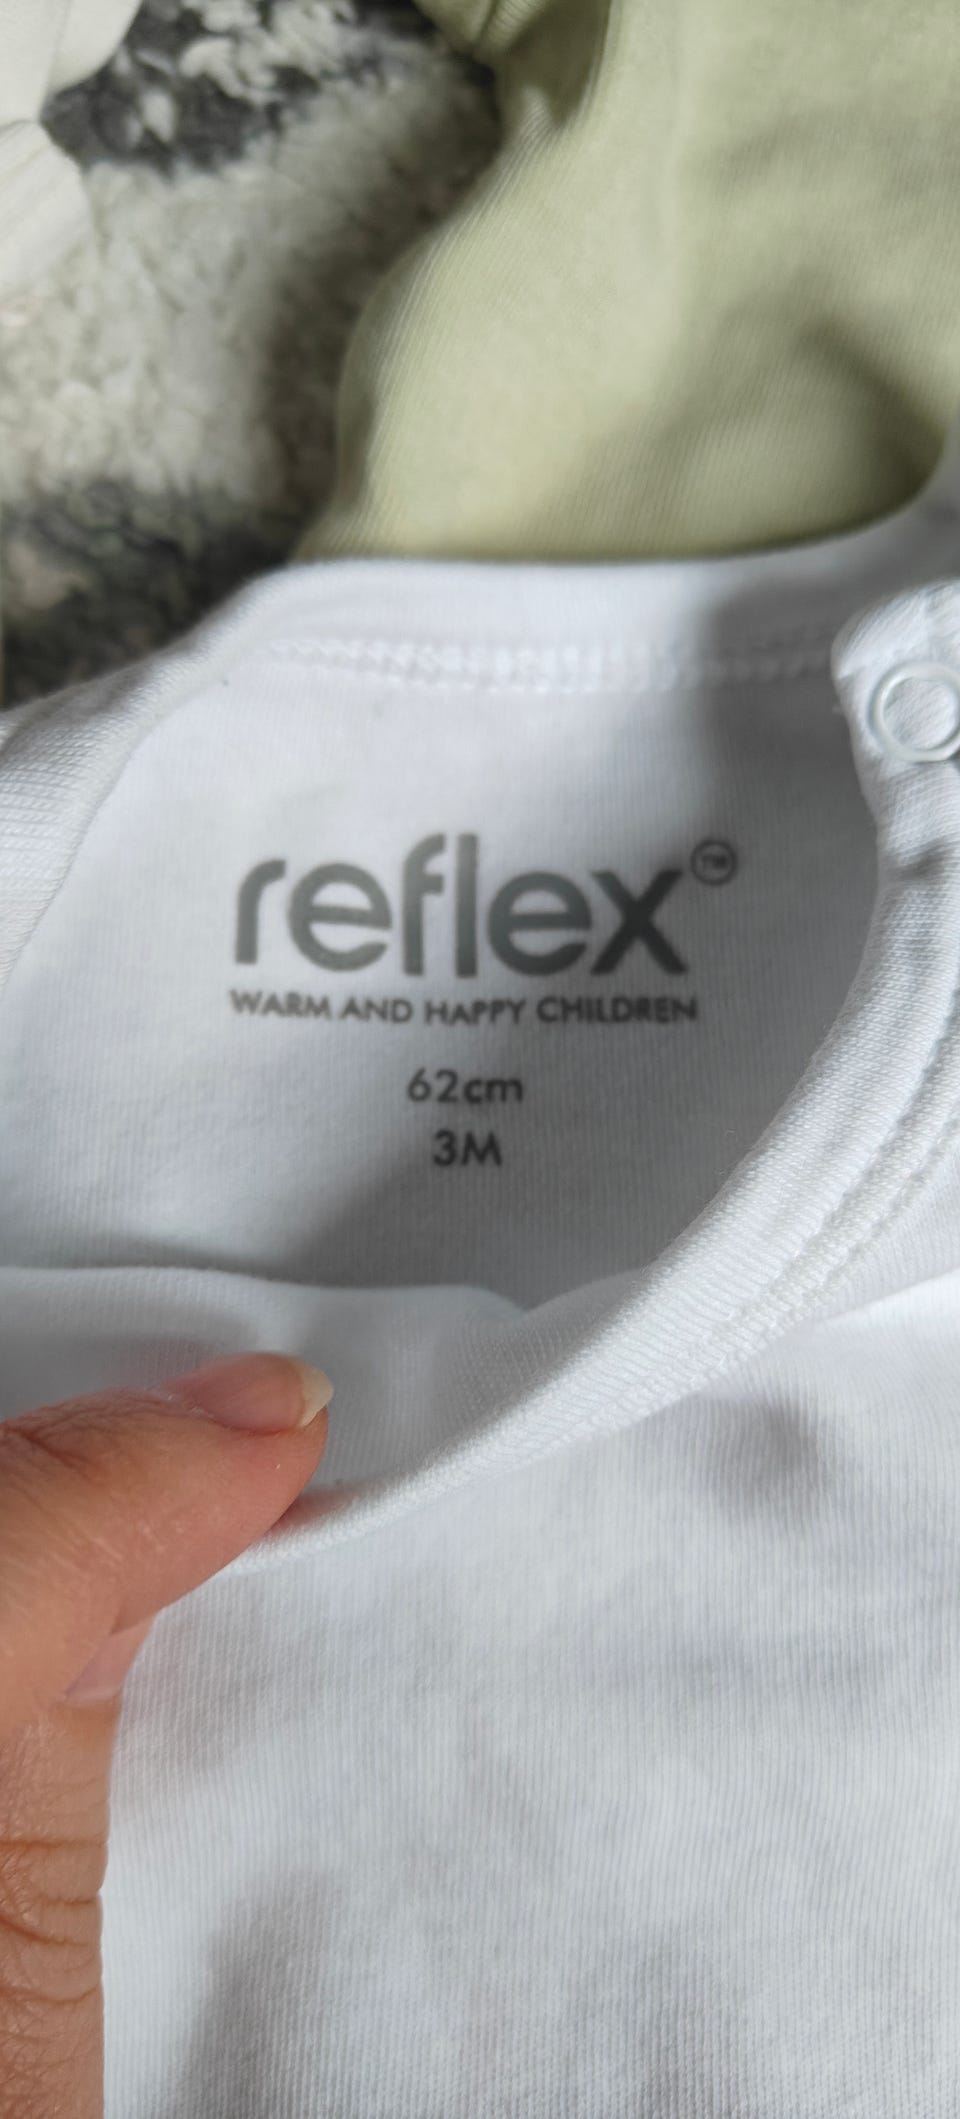 reflex™
WARM AND HAPPY CHILDREN
62cm
3M